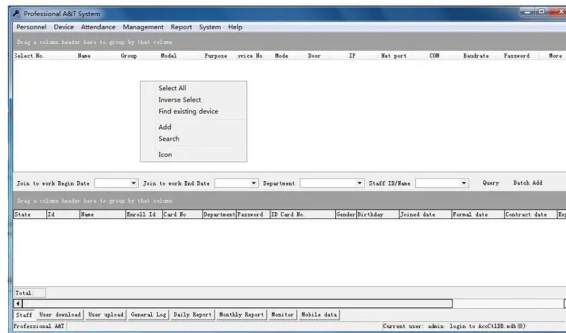 Professional A&T System
Personnel Device Attendance Management Report System Help
Drag a column header here to group by that column
Select No. Name Group Model Purpose evice No Mode Door IP Net port COM Baudrate Password More
Select All
Inverse Select
Find existing device
Add
Search
Icon
Join to work Begin Date Join to work End Date Department Staff ID/Name Query Batch Add
Drag a column header here to group by that column
State Id Name Enroll Id Card No Department Password ID Card No. Gender Birthday Joined date Formal date Contract date
Total:
Staff User download User upload General Log Daily Report Monthly Report Monitor Mobile data
Professional A&T Current user: admin login to AccCtlDB.mdb(0)